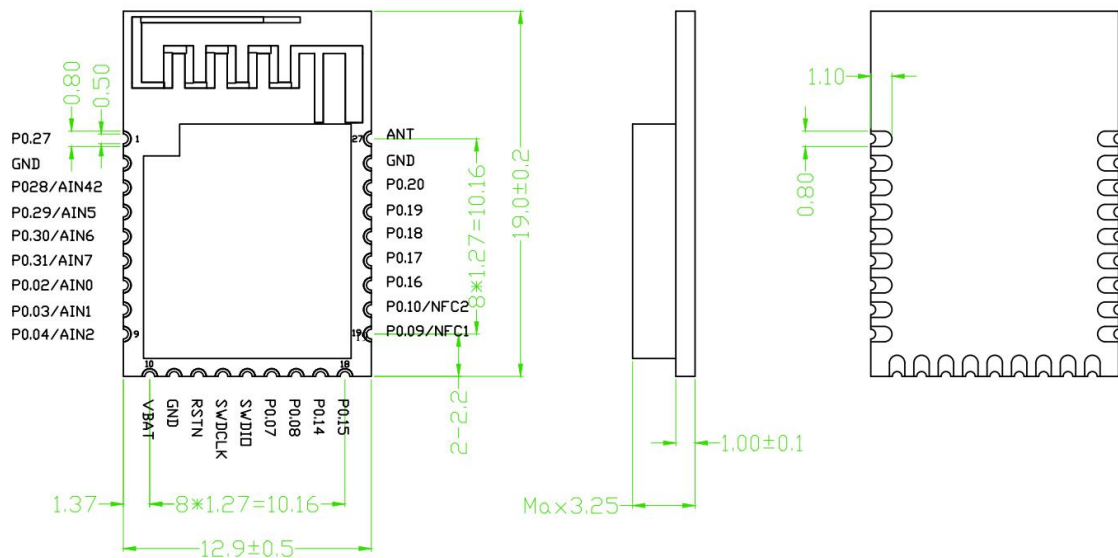 0.80
0.50
P0.27
GND
P028/AIN42
P0.29/AIN5
P0.30/AIN6
P0.31/AIN7
P0.02/AIN0
P0.03/AIN1
P0.04/AIN2
1
9
10
18
27
19
VBAT
GND
RSTN
SWDCLK
SWDIO
P0.07
P0.08
P0.14
P0.15
ANT
GND
P0.20
P0.19
P0.18
P0.17
P0.16
P0.10/NFC2
P0.09/NFC1
8*1.27=10.16
19.0±0.2
2-2.2
1.37
8*1.27=10.16
12.9±0.5
1.00±0.1
Max3.25
1.10
0.80